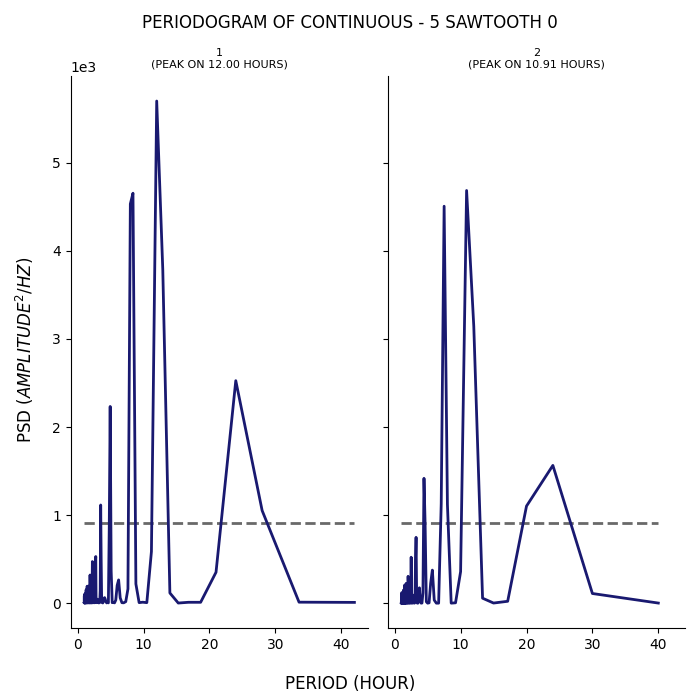 PERIODOGRAM OF CONTINUOUS - 5 SAWTOOTH 0
1
(PEAK ON 12.00 HOURS)
2
(PEAK ON 10.91 HOURS)
1e3
5
4
3
2
1
0
PSD (AMPLITUDE²/HZ)
0 10 20 30 40
0 10 20 30 40
PERIOD (HOUR)